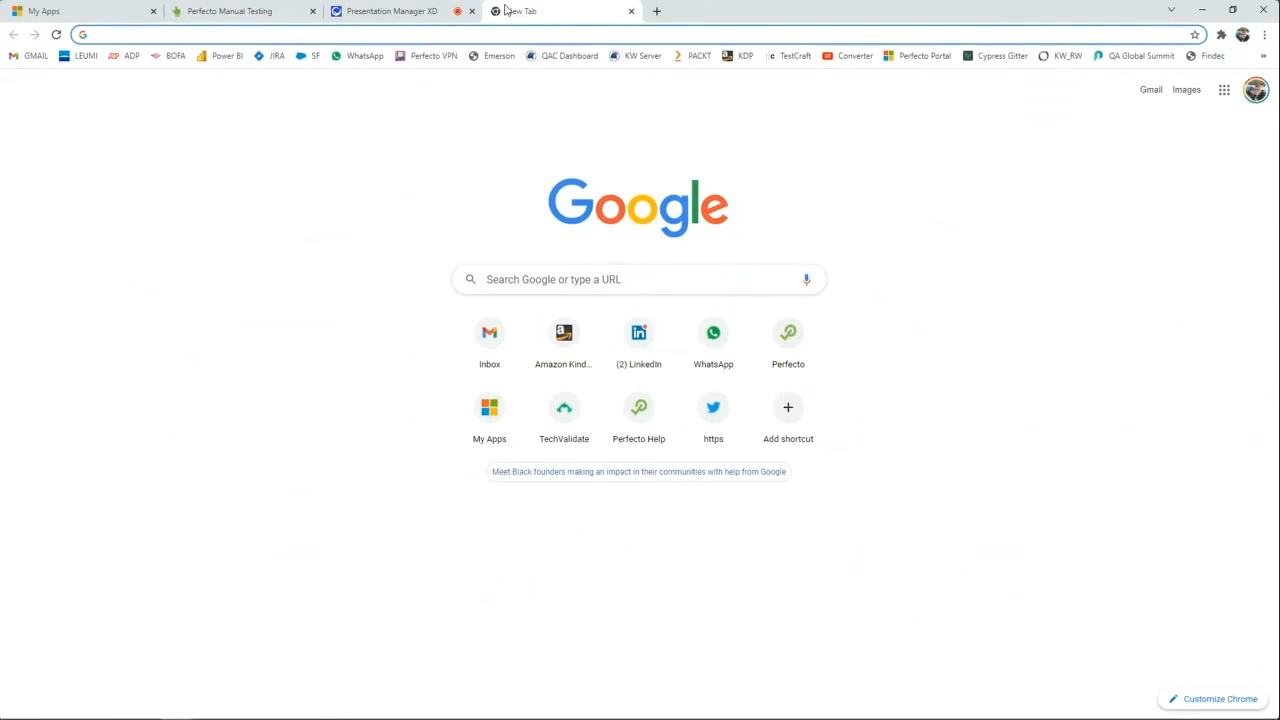 My Apps
Perfecto Manual Testing
Presentation Manager XD
New Tab
GMAIL LEUMI ADP BOFA Power BI JIRA SF WhatsApp Perfecto VPN Emerson QAC Dashboard KW Server PACKT KDP TestCraft Converter Perfecto Portal Cypress Gitter KW_RW QA Global Summit Findec
Gmail Images
Google
Search Google or type a URL
Inbox Amazon Kind... (2) LinkedIn WhatsApp Perfecto
My Apps TechValidate Perfecto Help https Add shortcut
Meet Black founders making an impact in their communities with help from Google
Customize Chrome